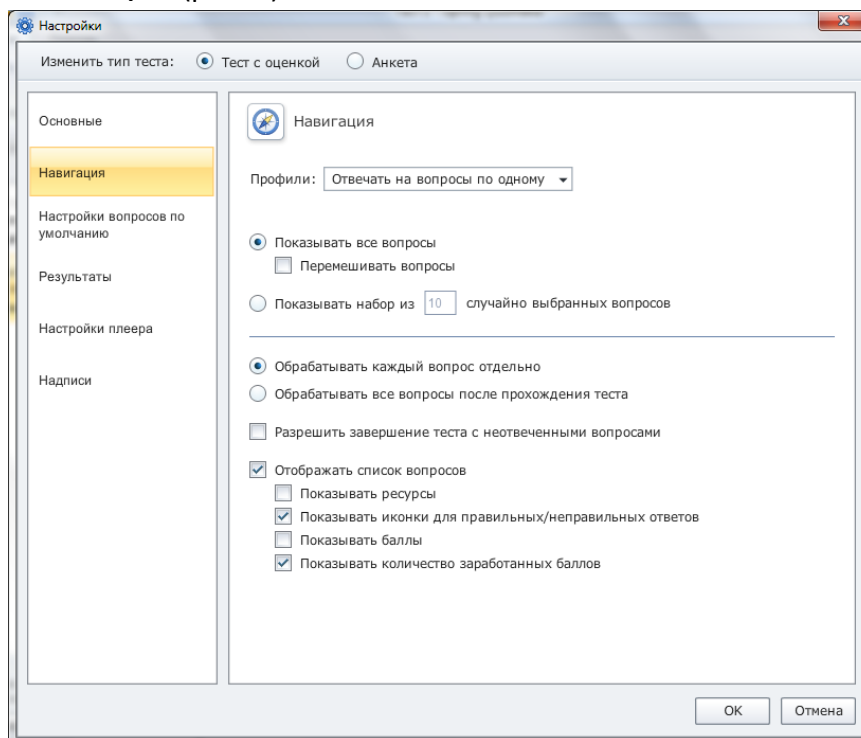 Настройки
Изменить тип теста: Тест с оценкой Анкета
Основные
Навигация
Настройки вопросов по
умолчанию
Результаты
Настройки плеера
Надписи
Навигация
Профили: Отвечать на вопросы по одному
Показывать все вопросы
Перемешивать вопросы
Показывать набор из 10 случайно выбранных вопросов
Обрабатывать каждый вопрос отдельно
Обрабатывать все вопросы после прохождения теста
Разрешить завершение теста с неотвеченными вопросами
Отображать список вопросов
Показывать ресурсы
Показывать иконки для правильных/неправильных ответов
Показывать баллы
Показывать количество заработанных баллов
OK Отмена